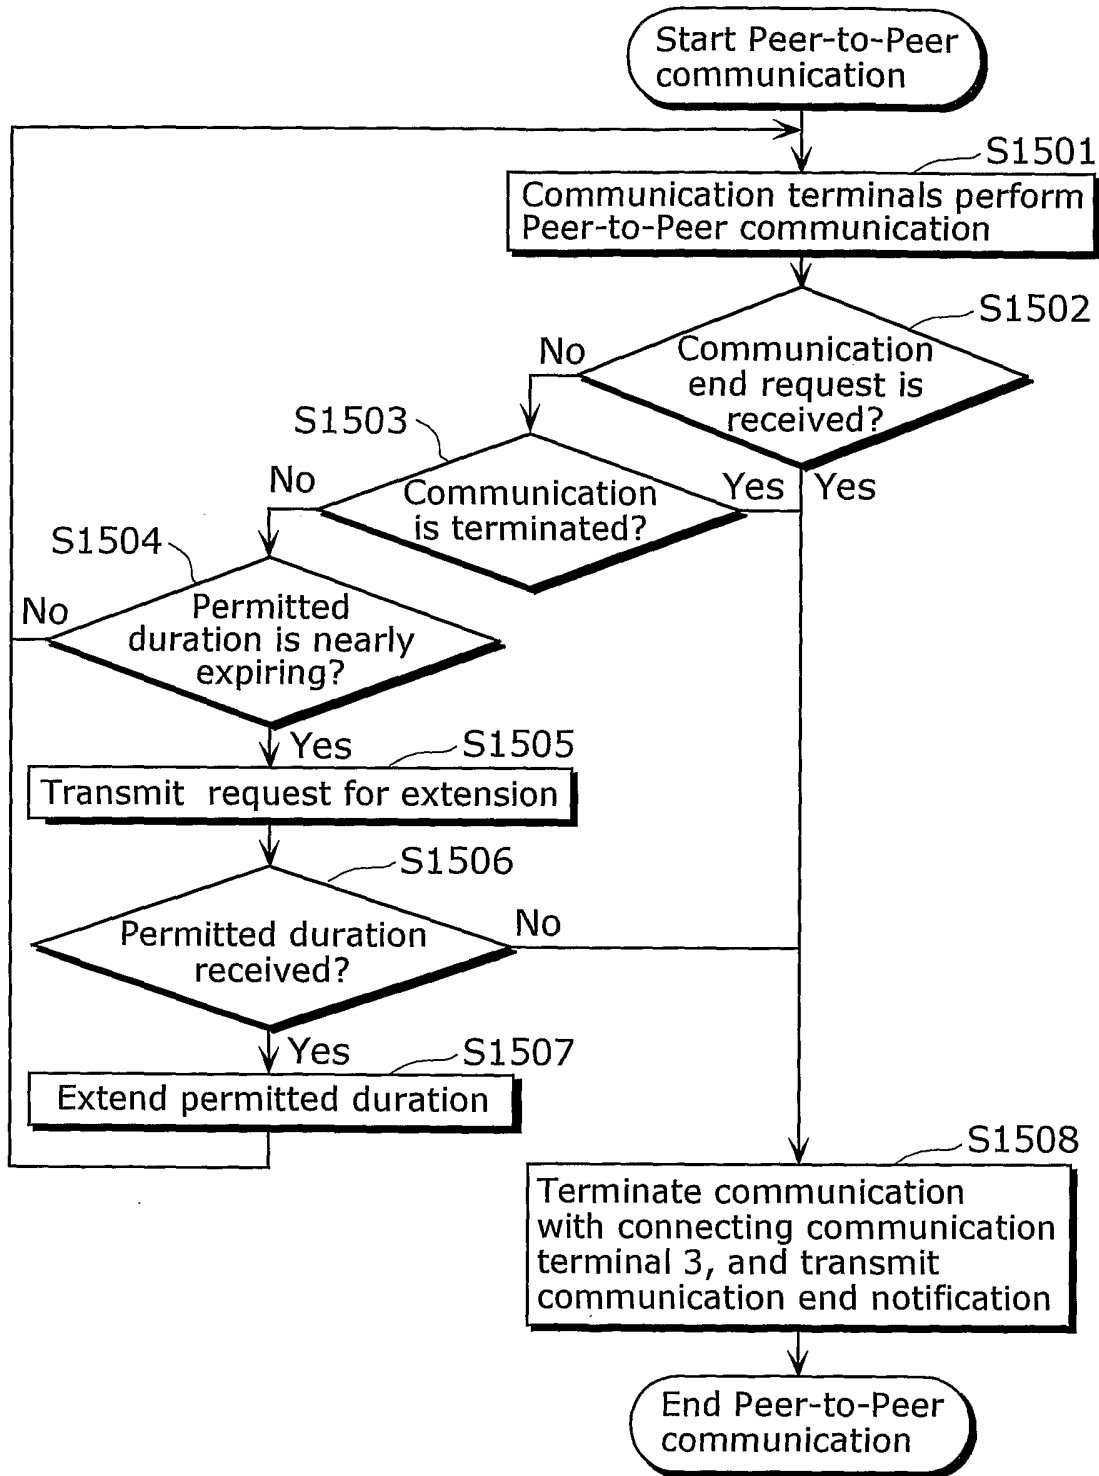 Start Peer-to-Peer
communication
S1501
Communication terminals perform
Peer-to-Peer communication
S1502
No
Communication
end request is
received?
S1503
No
Communication
is terminated?
Yes
Yes
S1504
No
Permitted
duration is nearly
expiring?
Yes
S1505
Transmit request for extension
S1506
Permitted duration
received?
No
Yes
S1507
Extend permitted duration
S1508
Terminate communication
with connecting communication
terminal 3, and transmit
communication end notification
End Peer-to-Peer
communication